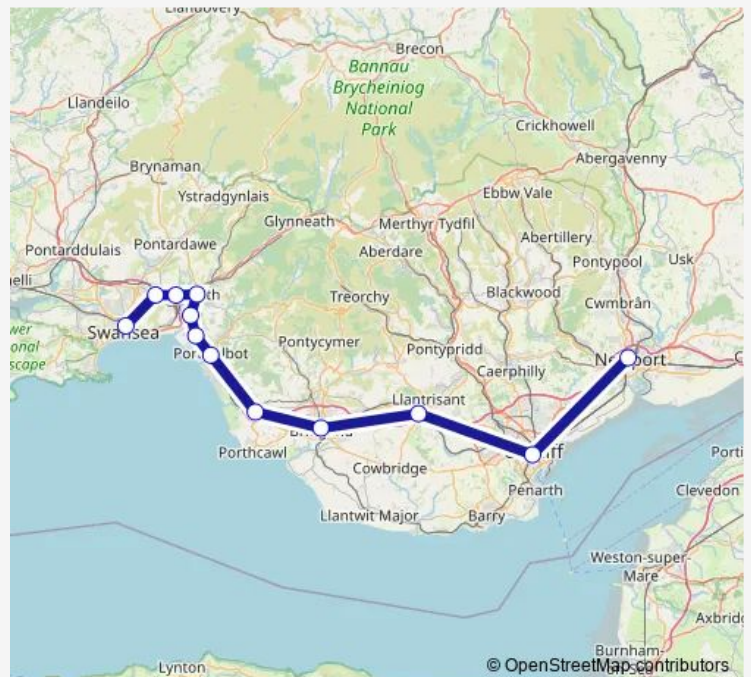 Llandovery
Brecon
Bannau
Brycheiniog
National
Park
Llandeilo
Crickhowell
Abergavenny
Brynaman
Ystradgynlais
Ebbw Vale
Glynneath
Merthyr Tydfil
Pontarddulais
Pontardawe
Aberdare
Abertillery
Usk
Pontypool
Treorchy
Blackwood
Cwmbrân
Swansea
Pontycymer
Pontypridd
Caerphilly
Llantrisant
Porthcawl
Cowbridge
Penarth
Clevedon
Llantwit Major
Barry
Weston-super-
Mare
Lynton
© OpenStreetMap contributors